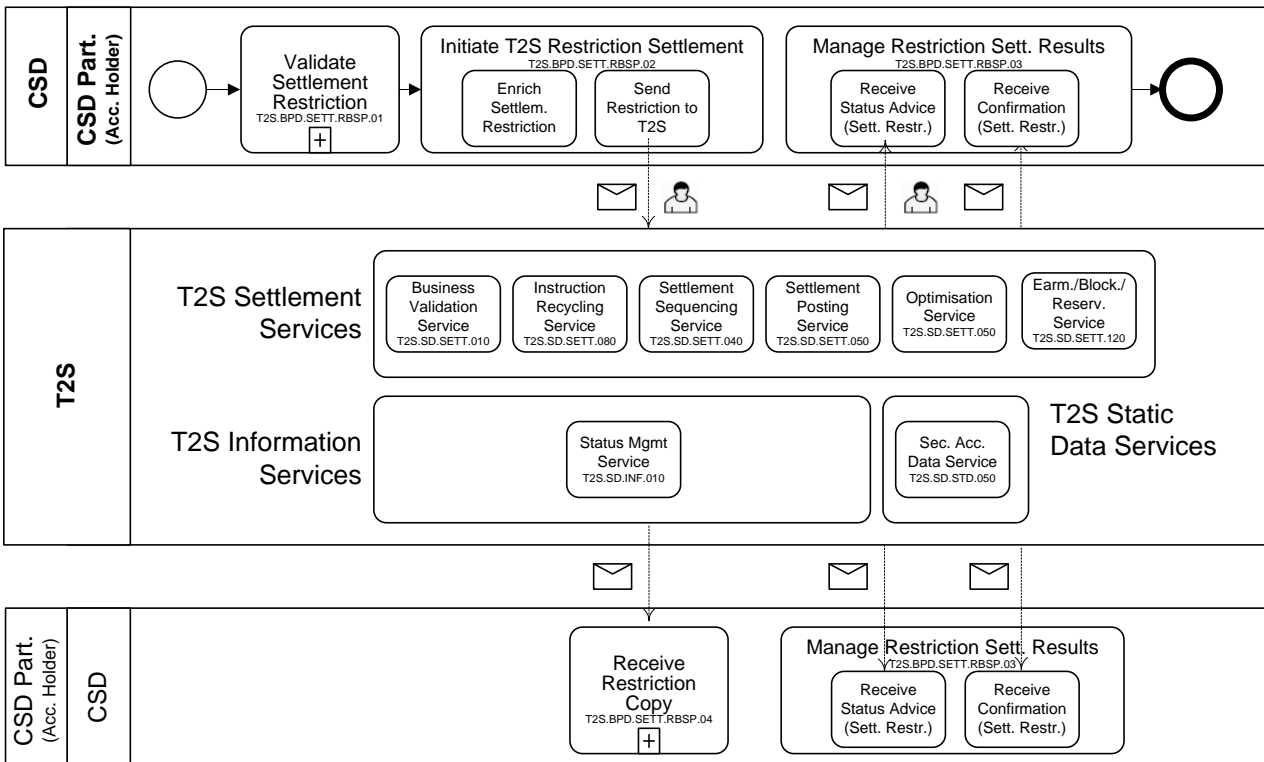 CSD
CSD Part.
(Acc. Holder)
Validate
Settlement
Restriction
T2S.BPD.SETT.RBSP.01
+
Initiate T2S Restriction Settlement
T2S.BPD.SETT.RBSP.02
Enrich
Settlem.
Restriction
Send
Restriction to
T2S
Manage Restriction Sett. Results
T2S.BPD.SETT.RBSP.03
Receive
Status Advice
(Sett. Restr.)
Receive
Confirmation
(Sett. Restr.)
T2S
T2S Settlement
Services
Business
Validation
Service
T2S.SD.SETT.010
Instruction
Recycling
Service
T2S.SD.SETT.080
Settlement
Sequencing
Service
T2S.SD.SETT.040
Settlement
Posting
Service
T2S.SD.SETT.050
Optimisation
Service
T2S.SD.SETT.050
Earm./Block./
Reserv.
Service
T2S.SD.SETT.120
T2S Information
Services
Status Mgmt
Service
T2S.SD.INF.010
Sec. Acc.
Data Service
T2S.SD.STD.050
T2S Static
Data Services
CSD Part.
(Acc. Holder)
CSD
Receive
Restriction
Copy
T2S.BPD.SETT.RBSP.04
+
Manage Restriction Sett. Results
T2S.BPD.SETT.RBSP.03
Receive
Status Advice
(Sett. Restr.)
Receive
Confirmation
(Sett. Restr.)